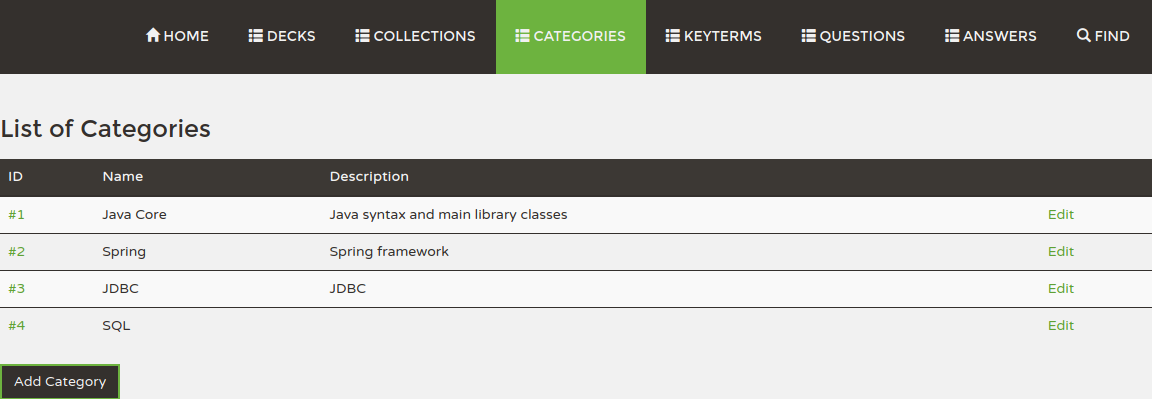 HOME DECKS COLLECTIONS CATEGORIES KEYTERMS QUESTIONS ANSWERS FIND
List of Categories
ID Name Description
#1 Java Core Java syntax and main library classes Edit
#2 Spring Spring framework Edit
#3 JDBC JDBC Edit
#4 SQL Edit
Add Category